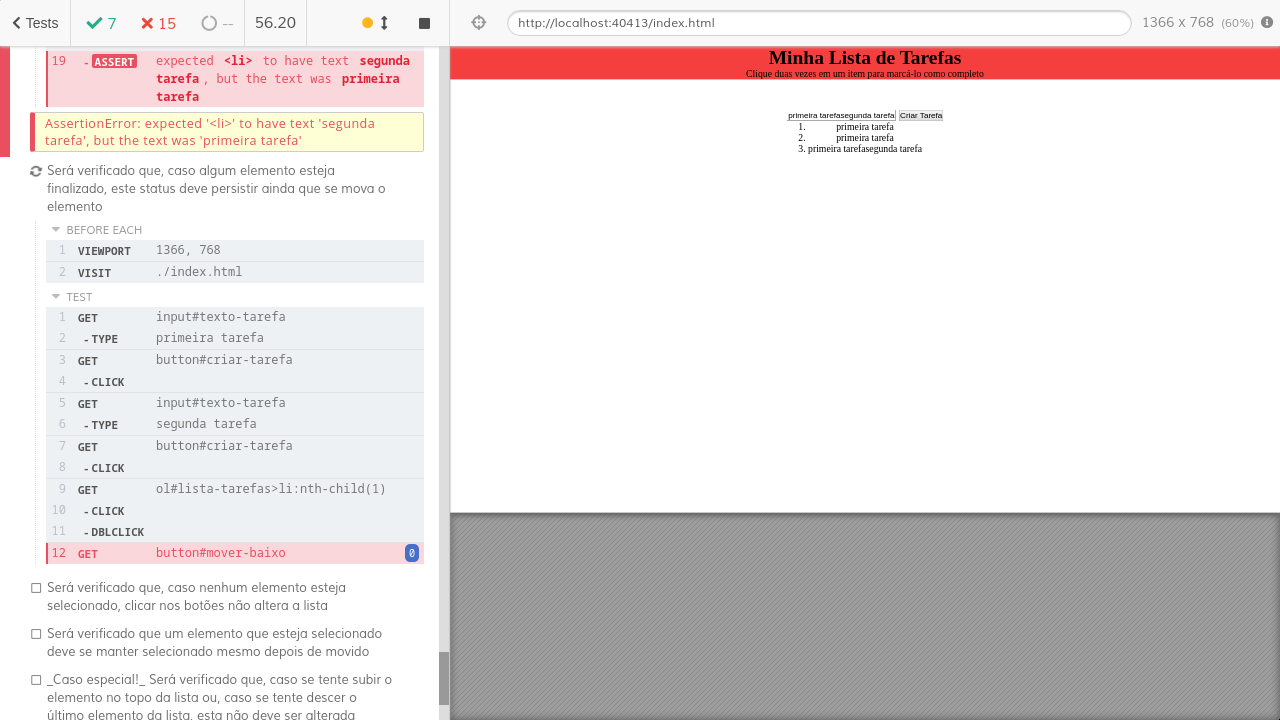 Tests
7
15
--
56.20
http://localhost:40413/index.html
1366 x 768 (60%)
19 - ASSERT expected <li> to have text segunda
tarefa , but the text was primeira
tarefa
AssertionError: expected '<li>' to have text 'segunda
tarefa', but the text was 'primeira tarefa'
Será verificado que, caso algum elemento esteja
finalizado, este status deve persistir ainda que se mova o
elemento
BEFORE EACH
1 VIEWPORT 1366, 768
2 VISIT ./index.html
TEST
1 GET input#texto-tarefa
2 - TYPE primeira tarefa
3 GET button#criar-tarefa
4 - CLICK
5 GET input#texto-tarefa
6 - TYPE segunda tarefa
7 GET button#criar-tarefa
8 - CLICK
9 GET ol#lista-tarefas>li:nth-child(1)
10 - CLICK
11 - DBLCLICK
12 GET button#mover-baixo 0
Será verificado que, caso nenhum elemento esteja
selecionado, clicar nos botões não altera a lista
Será verificado que um elemento que esteja selecionado
deve se manter selecionado mesmo depois de movido
_Caso especial!_ Será verificado que, caso se tente subir o
elemento no topo da lista ou, caso se tente descer o
último elemento da lista, esta não deve ser alterada
Minha Lista de Tarefas
Clique duas vezes em um item para marcá-lo como completo
primeira tarefasegunda tarefa Criar Tarefa
1. primeira tarefa
2. primeira tarefa
3. primeira tarefasegunda tarefa